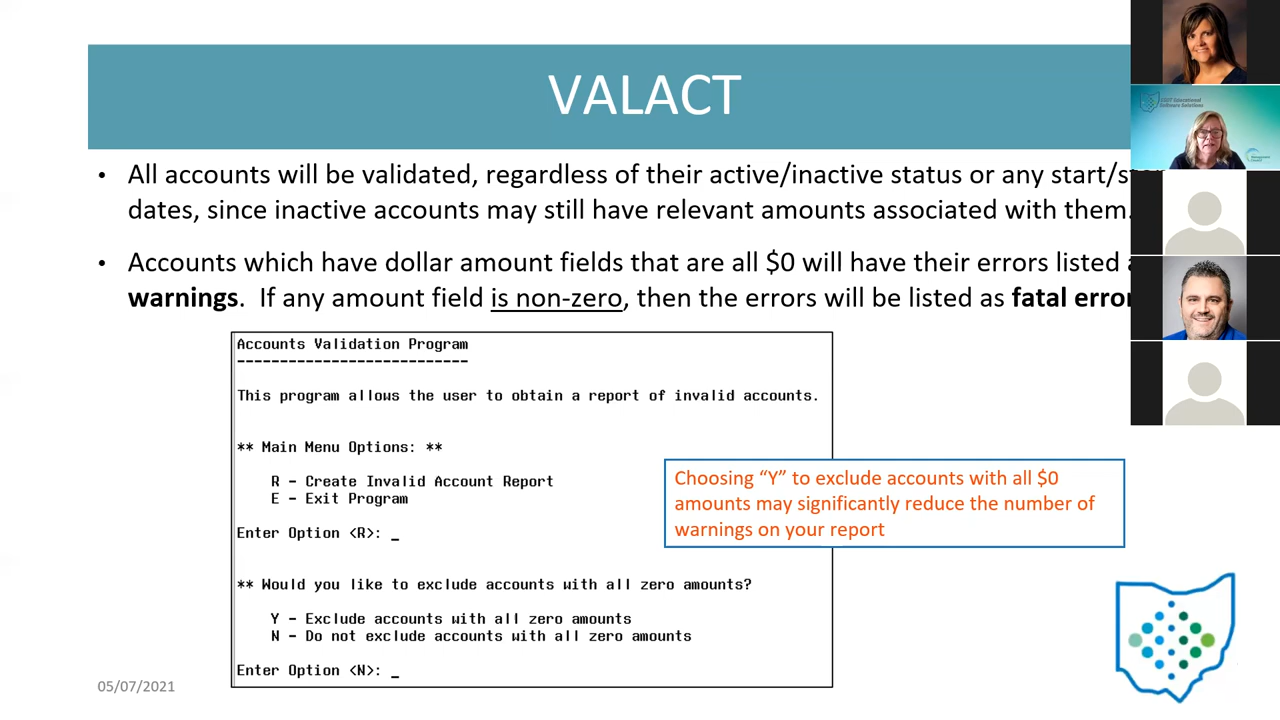 VALACT
• All accounts will be validated, regardless of their active/inactive status or any
dates, since inactive accounts may still have relevant amounts associated with them.
• Accounts which have dollar amount fields that are all $0 will have their errors listed
warnings. If any amount field is non-zero, then the errors will be listed as fatal
Accounts Validation Program
---------------------------
This program allows the user to obtain a report of invalid accounts.
** Main Menu Options: **
R - Create Invalid Account Report
E - Exit Program
Enter Option <R>: _
Choosing “Y” to exclude accounts with all $0
amounts may significantly reduce the number of
warnings on your report
** Would you like to exclude accounts with all zero amounts?
Y - Exclude accounts with all zero amounts
N - Do not exclude accounts with all zero amounts
Enter Option <N>: _
05/07/2021